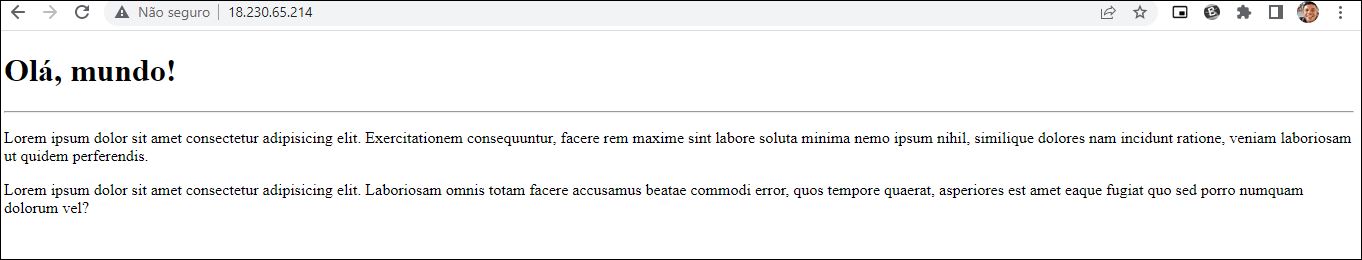 Não seguro | 18.230.65.214
Olá, mundo!
Lorem ipsum dolor sit amet consectetur adipisicing elit. Exercitationem consequuntur, facere rem maxime sint labore soluta minima nemo ipsum nihil, similique dolores nam incidunt ratione, veniam laboriosam
ut quidem perferendis.
Lorem ipsum dolor sit amet consectetur adipisicing elit. Laboriosam omnis totam facere accusamus beatae commodi error, quos tempore quaerat, asperiores est amet eaque fugiat quo sed porro numquam
dolorum vel?